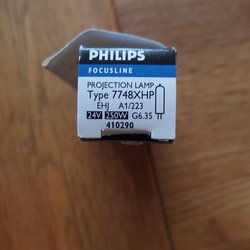 PHILIPS
FOCUSLINE
PROJECTION LAMP
Type 7748XHP
EHJ A1/223
24V 250W G6.35
410290